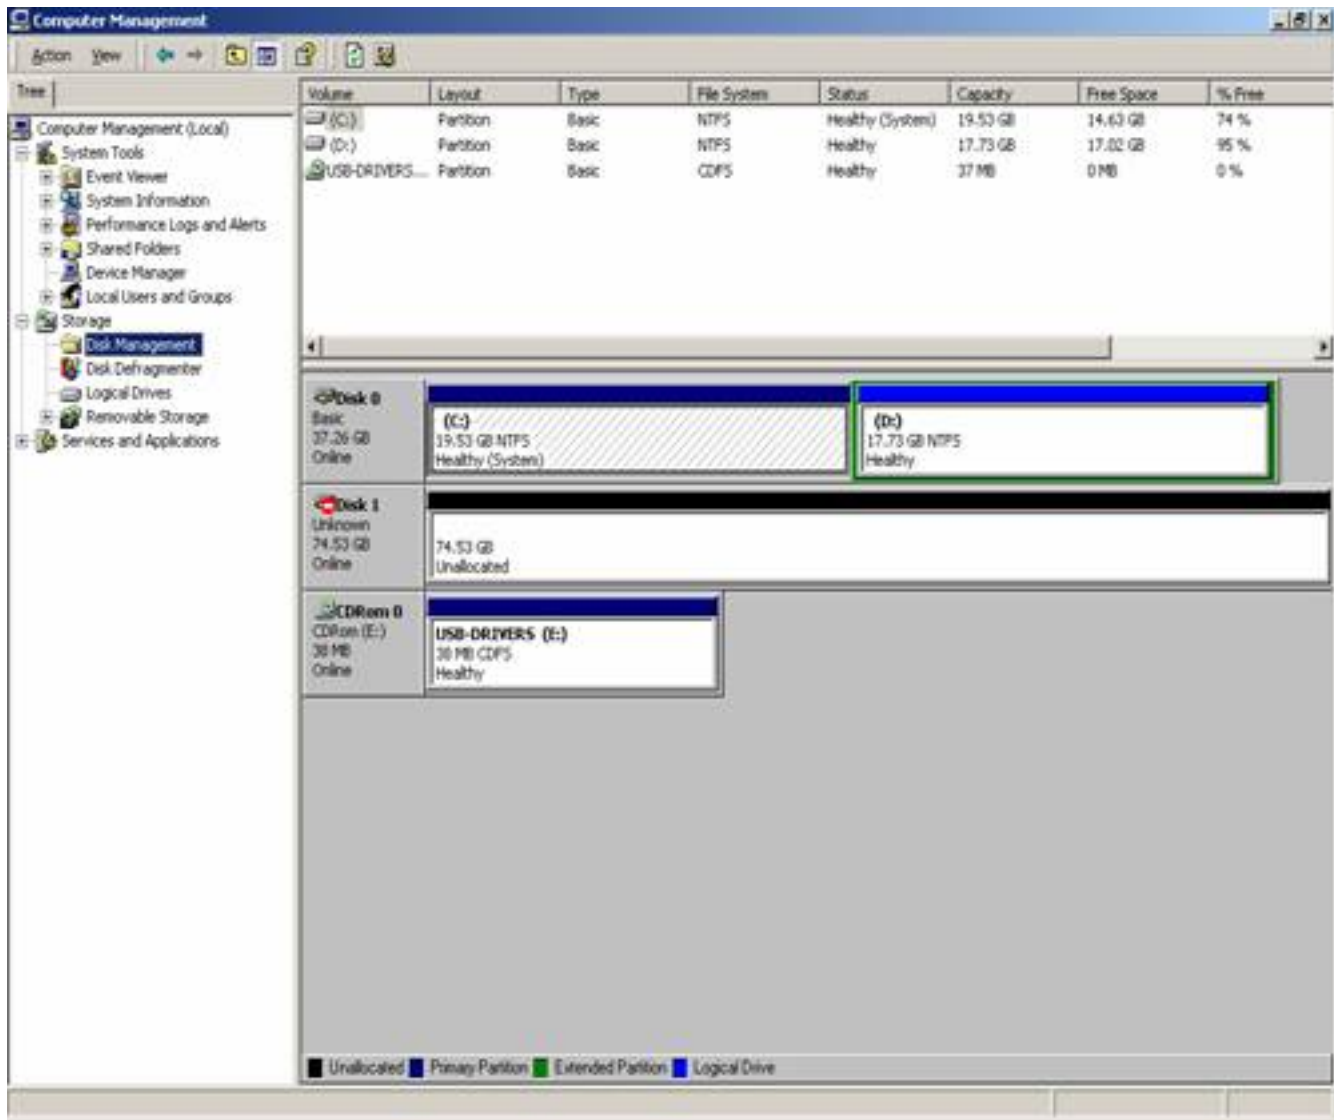 Computer Management
Action View
Tree
Computer Management (Local)
System Tools
Event Viewer
System Information
Performance Logs and Alerts
Shared Folders
Device Manager
Local Users and Groups
Storage
Disk Management
Disk Defragmenter
Logical Drives
Removable Storage
Services and Applications
Volume Layout Type File System Status Capacity Free Space % Free
(C:) Partition Basic NTFS Healthy (System) 19.53 GB 14.63 GB 74 %
(D:) Partition Basic NTFS Healthy 17.73 GB 17.02 GB 95 %
USB-DRIVERS... Partition Basic CDFS Healthy 37 MB 0 MB 0 %
Disk 0
Basic
37.26 GB
Online
(C:)
19.53 GB NTFS
Healthy (System)
(D:)
17.73 GB NTFS
Healthy
Disk 1
Unknown
74.53 GB
Online
74.53 GB
Unallocated
CDRom 0
CDRom (E:)
38 MB
Online
USB-DRIVERS (E:)
38 MB CDFS
Healthy
Unallocated Primary Partition Extended Partition Logical Drive